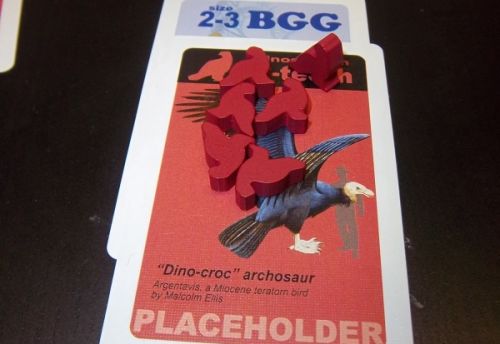 size
2-3 BGG
"Dino-croc" archosaur
Argentavis, a Miocene teratorn bird
by Malcolm Ellis
PLACEHOLDER